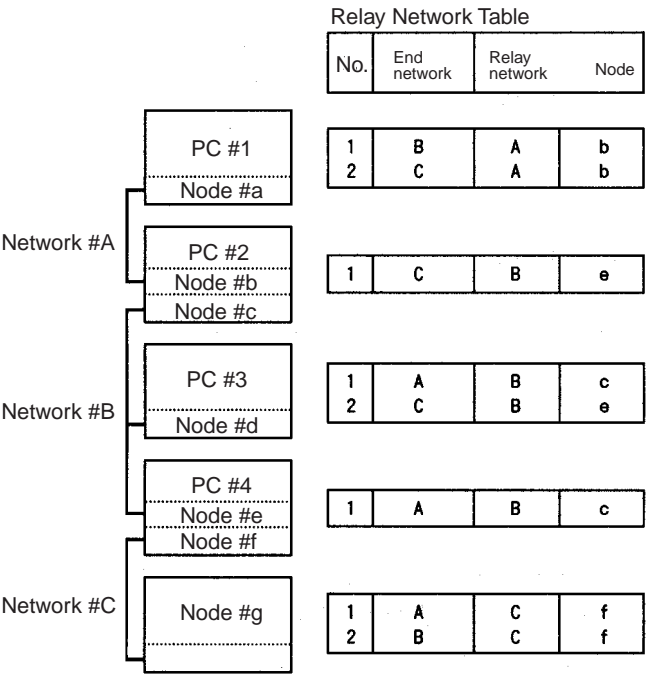 Relay Network Table
No. End network Relay network Node
PC #1
Node #a
1 B A b
2 C A b
Network #A
PC #2
Node #b
Node #c
1 C B e
PC #3
Node #d
1 A B c
2 C B e
Network #B
PC #4
Node #e
Node #f
1 A B c
Network #C
Node #g
1 A C f
2 B C f